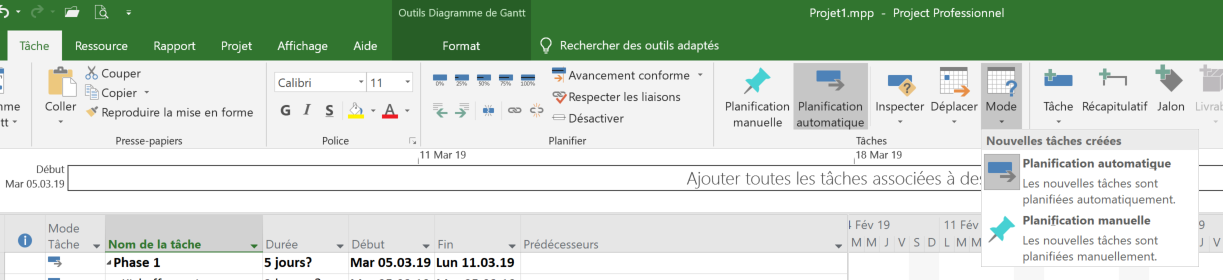 Outils Diagramme de Gantt
Projet1.mpp - Project Professionnel
Tâche Ressource Rapport Projet Affichage Aide Format Rechercher des outils adaptés
Couper
Copier
Reproduire la mise en forme
Coller
Presse-papiers
Calibri 11
G I S A
Police
0% 25% 50% 75% 100%
Avancement conforme
Respecter les liaisons
Désactiver
Planifier
Planification manuelle
Planification automatique
Inspecter Déplacer Mode
Tâches
Tâche Récapitulatif Jalon
11 Mar 19 18 Mar 19
Début
Mar 05.03.19
Ajouter toutes les tâches associées à
Nouvelles tâches créées
Planification automatique
Les nouvelles tâches sont
planifiées automatiquement.
Planification manuelle
Les nouvelles tâches sont
planifiées manuellement.
Mode
Tâche Nom de la tâche Durée Début Fin Prédécesseurs
Fév 19 11 Fév
M M J V S D L M M
J V
Phase 1 5 jours? Mar 05.03.19 Lun 11.03.19